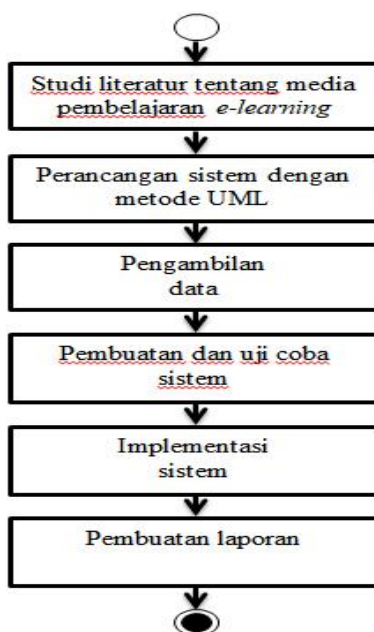 Studi literatur tentang media
pembelajaran e-learning
Perancangan sistem dengan
metode UML
Pengambilan
data
Pembuatan dan uji coba
sistem
Implementasi
sistem
Pembuatan laporan